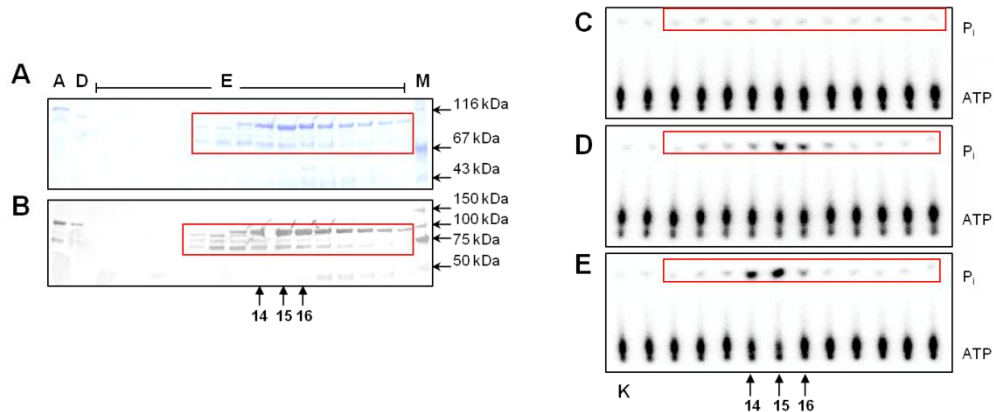 A
A D E M
116 kDa
67 kDa
43 kDa
B
150 kDa
100 kDa
75 kDa
50 kDa
14 15 16
C
Pi
ATP
D
Pi
ATP
E
Pi
ATP
K
14 15 16